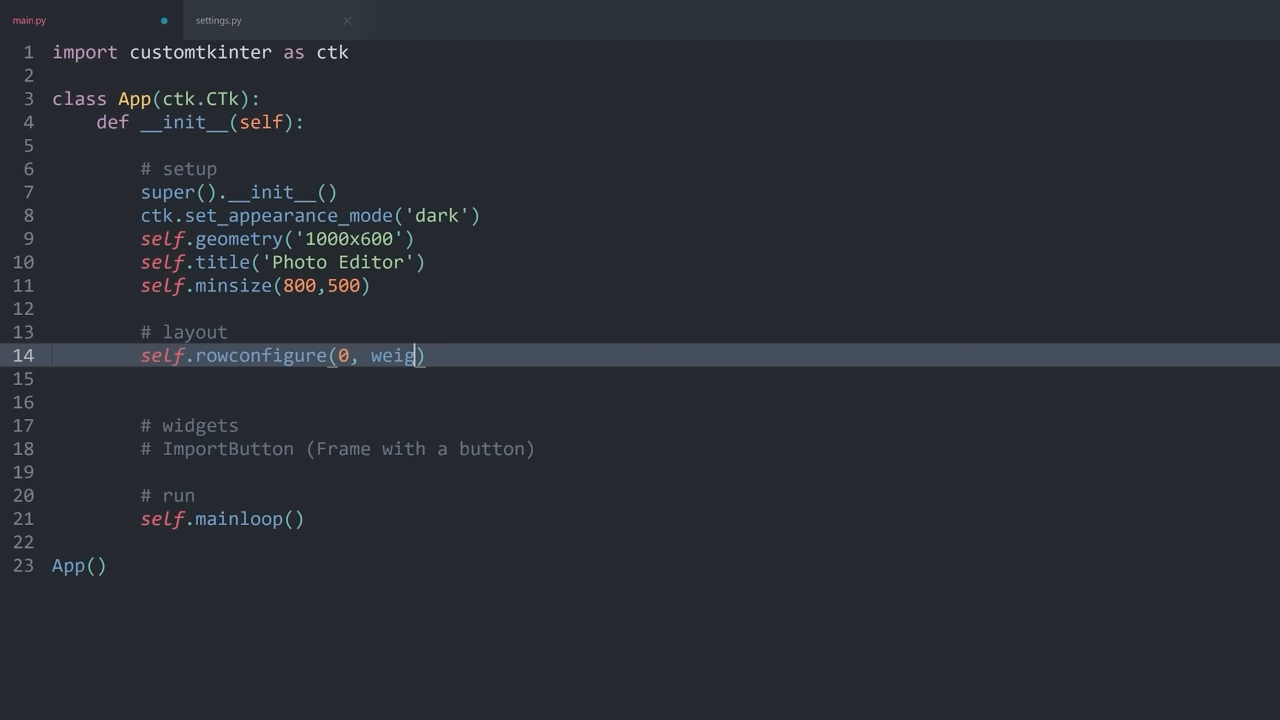 main.py settings.py
1 import customtkinter as ctk
2
3 class App(ctk.CTk):
4 def __init__(self):
5
6 # setup
7 super().__init__()
8 ctk.set_appearance_mode('dark')
9 self.geometry('1000x600')
10 self.title('Photo Editor')
11 self.minsize(800,500)
12
13 # layout
14 self.rowconfigure(0, weig)
15
16
17 # widgets
18 # ImportButton (Frame with a button)
19
20 # run
21 self.mainloop()
22
23 App()